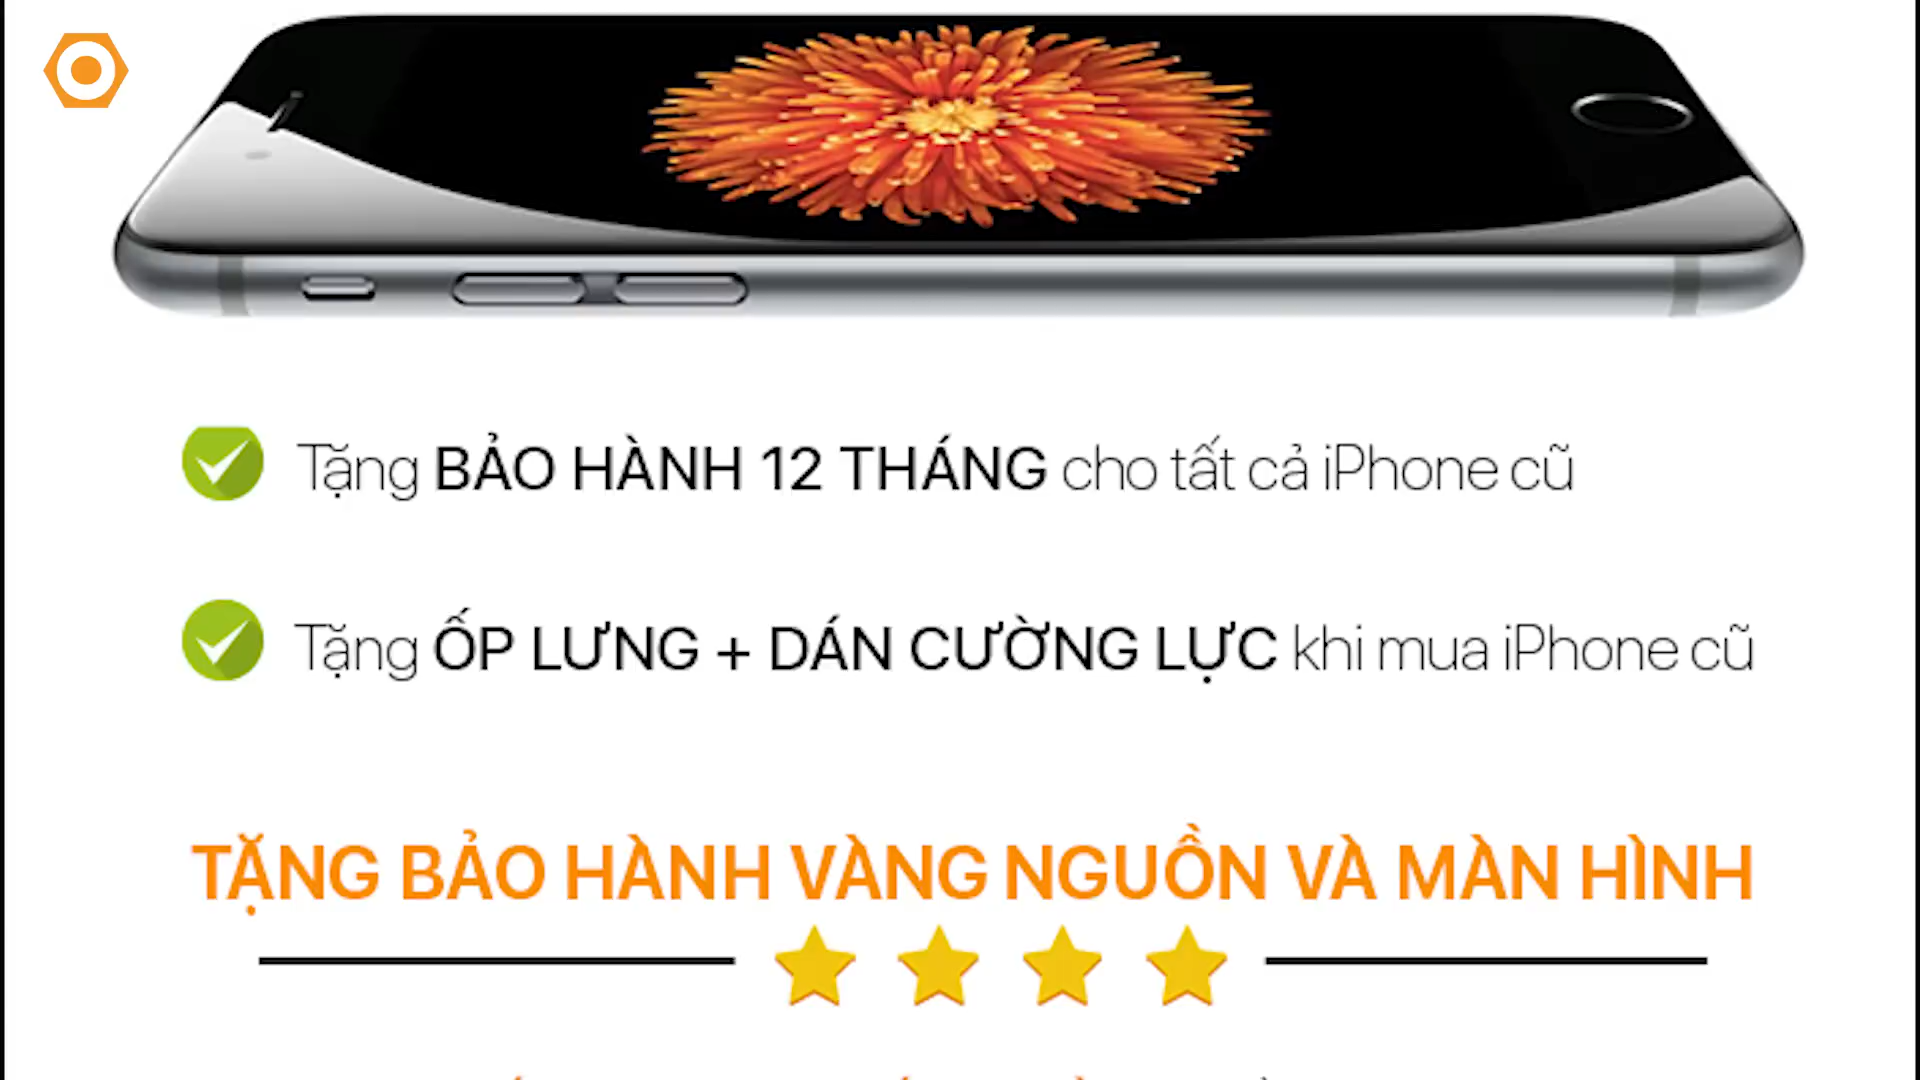 Tặng BẢO HÀNH 12 THÁNG cho tất cả iPhone cũ
Tặng ỐP LƯNG + DÁN CƯỜNG LỰC khi mua iPhone cũ
TẶNG BẢO HÀNH VÀNG NGUỒN VÀ MÀN HÌNH